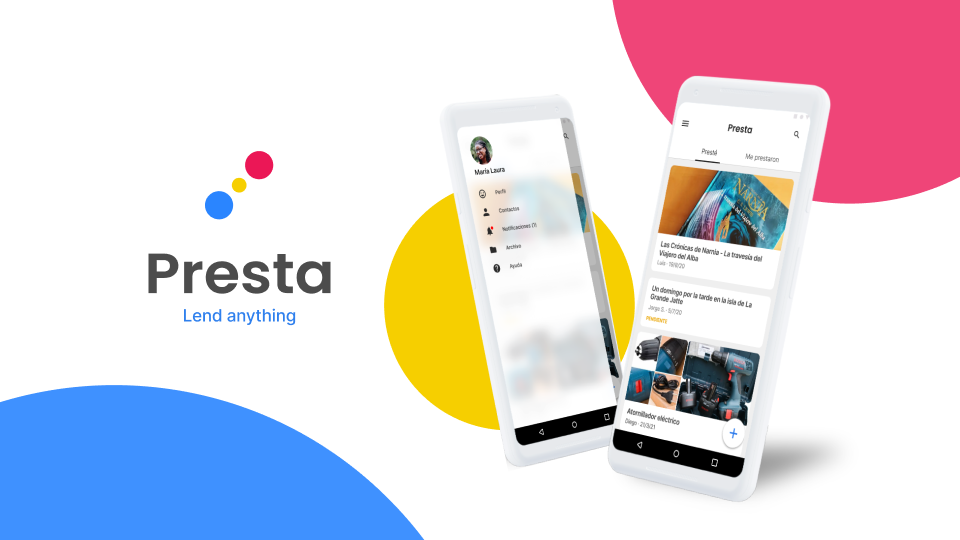 Presta
Lend anything
María Laura
Perfil
Contactos
Notificaciones (1)
Archivo
Ayuda
Presta
Presté
Me prestaron
NARNIA
Las Crónicas de Narnia - La travesía del
Viajero del Alba
Luis · 19/8/20
Un domingo por la tarde en la isla de La
Grande Jatte
Jorge S. · 5/7/20
PENDIENTE
Atornillador eléctrico
Diego · 21/3/21